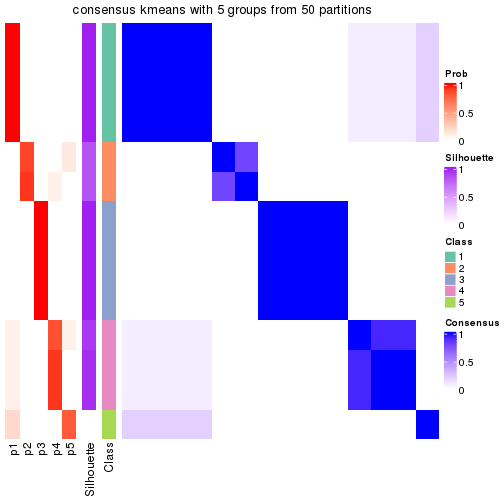 consensus kmeans with 5 groups from 50 partitions
Prob
1
0.5
0
Silhouette
1
0.5
0
Class
1
2
3
4
5
Consensus
1
0.5
0
p1
p2
p3
p4
p5
Silhouette
Class